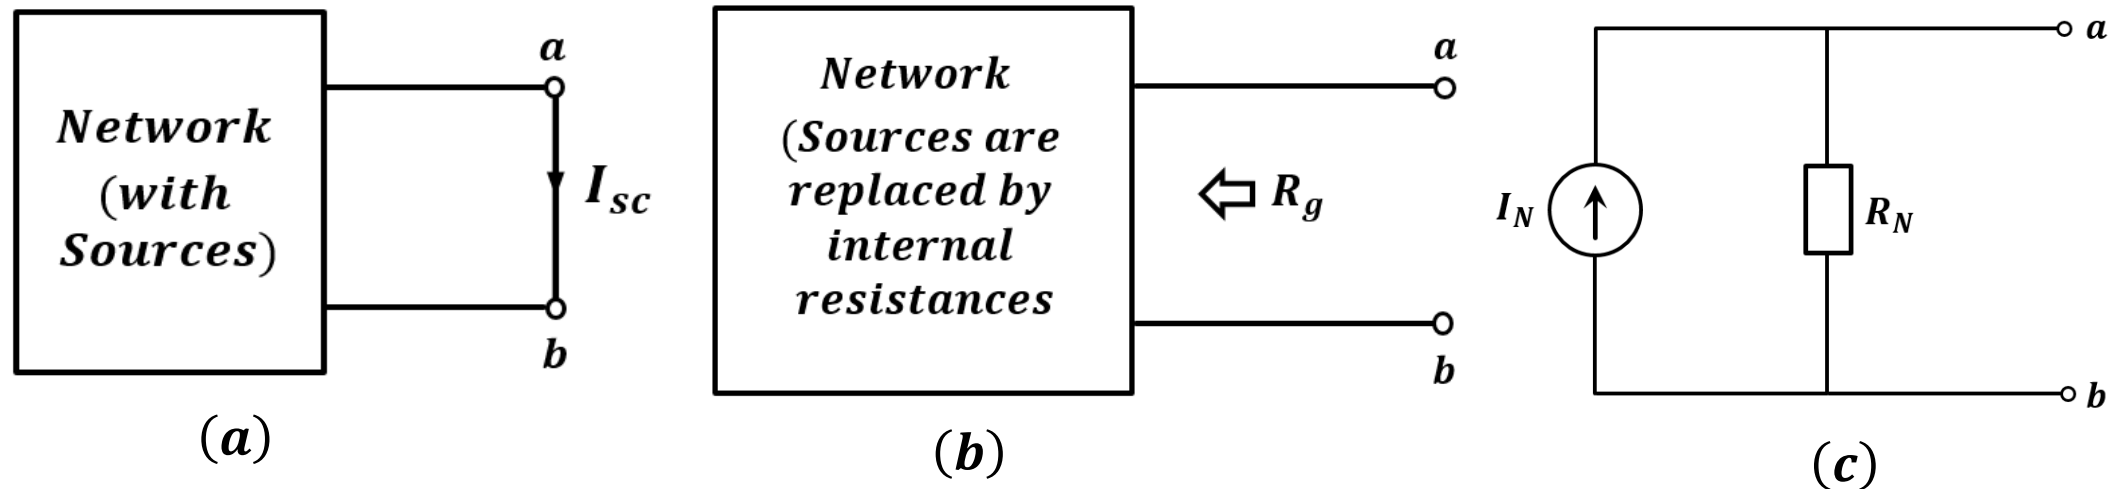 Network
(with
Sources)
a
I_sc
b
(a)
Network
(Sources are
replaced by
internal
resistances
a
R_g
b
(b)
I_N
R_N
a
b
(c)